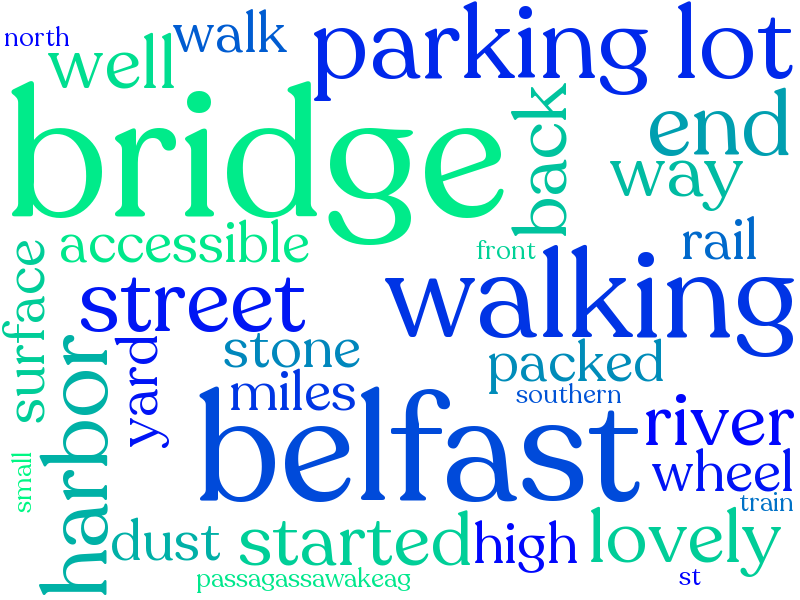 north
walk
parking lot
well
bridge
back
end
way
accessible
front
rail
surface
street
walking
harbor
yard
stone
packed
miles
southern
belfast
river
small
wheel
train
dust
started
high
lovely
passagassawakeag
st